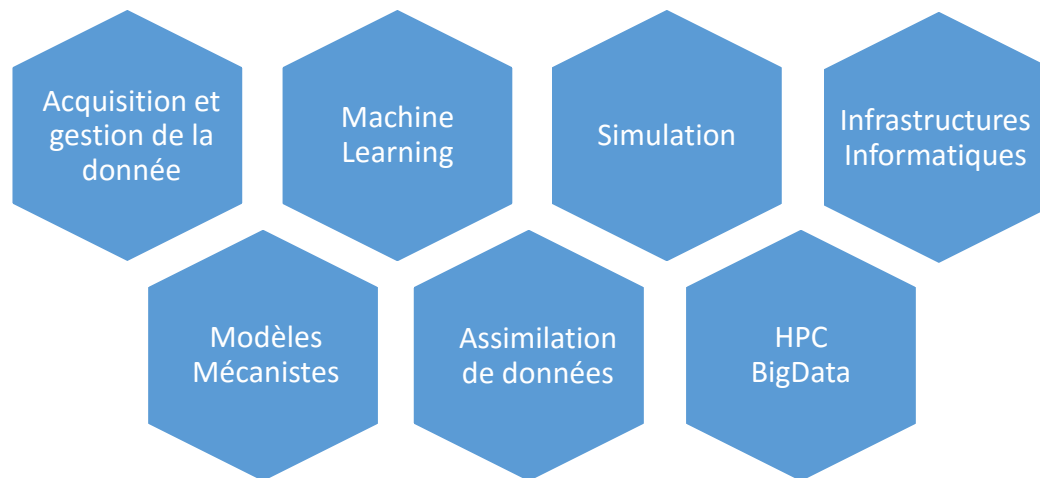 Acquisition et
gestion de la
donnée
Machine
Learning
Simulation
Infrastructures
Informatiques
Modèles
Mécanistes
Assimilation
de données
HPC
BigData